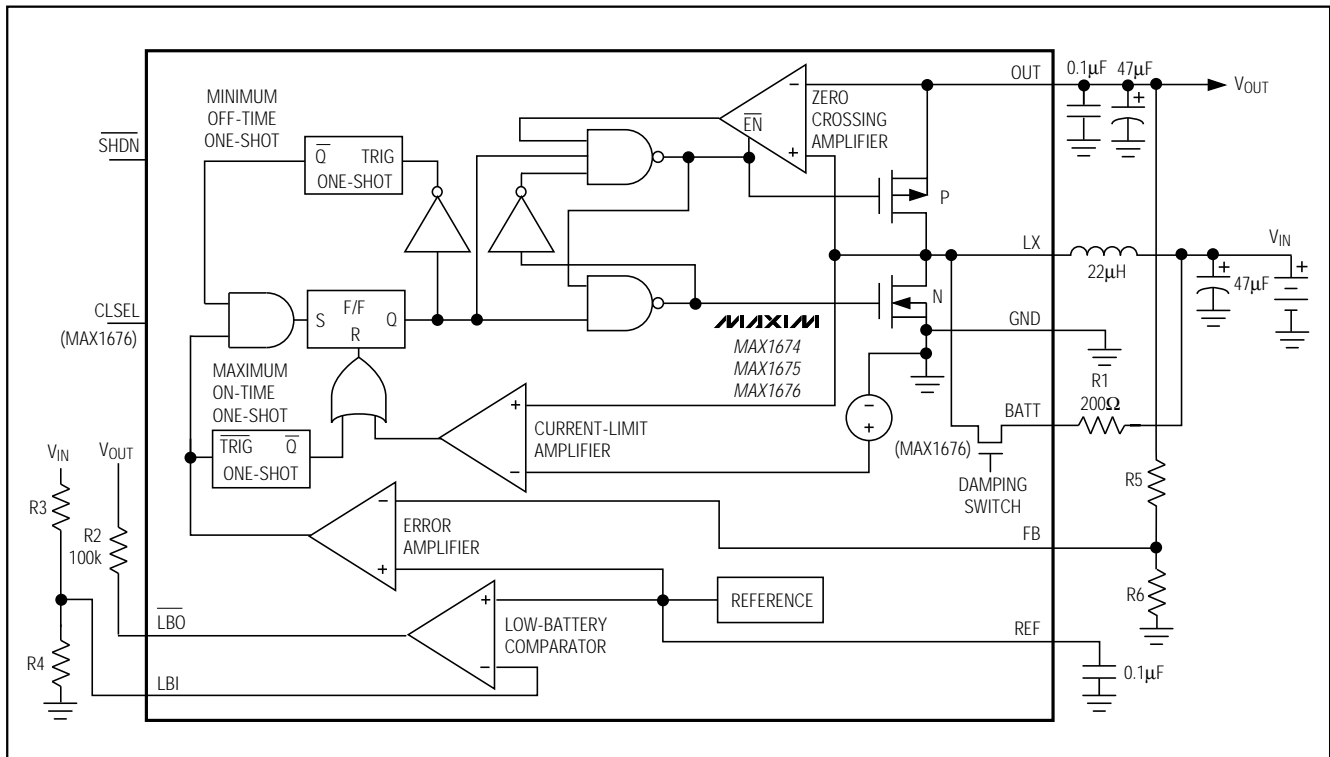 OUT
0.1µF
47µF
VOUT
MINIMUM
OFF-TIME
ONE-SHOT
ZERO
CROSSING
AMPLIFIER
−
EN
+
SHDN
Q TRIG
ONE-SHOT
P
LX
22µH
VIN
+
47µF
+
CLSEL
(MAX1676)
F/F
S Q
R
N
GND
MAXIM
MAX1674
MAX1675
MAX1676
MAXIMUM
ON-TIME
ONE-SHOT
TRIG Q
ONE-SHOT
+
CURRENT-LIMIT
AMPLIFIER
−
−
+
(MAX1676)
BATT
R1
200Ω
DAMPING
SWITCH
VIN
VOUT
R3
R2
100k
R5
−
ERROR
AMPLIFIER
+
FB
R6
REFERENCE
LBO
+
LOW-BATTERY
COMPARATOR
−
REF
R4
LBI
0.1µF